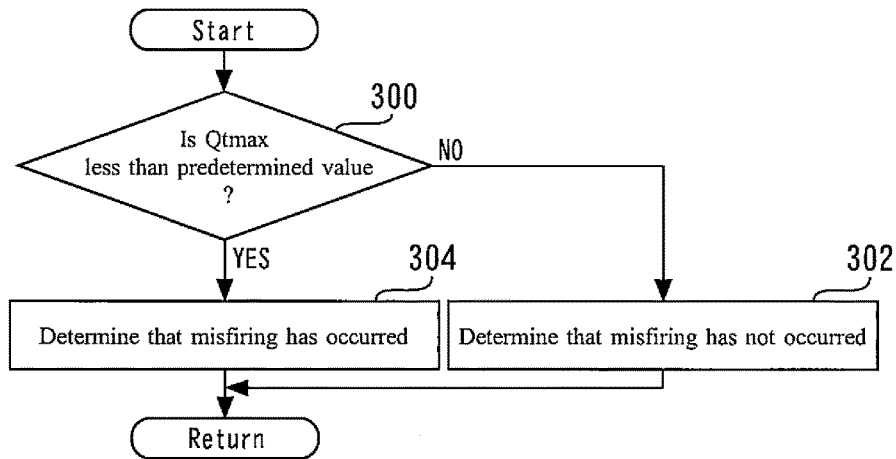 Start
300
Is Qtmax
less than predetermined value
?
NO
YES
304
302
Determine that misfiring has occurred
Determine that misfiring has not occurred
Return